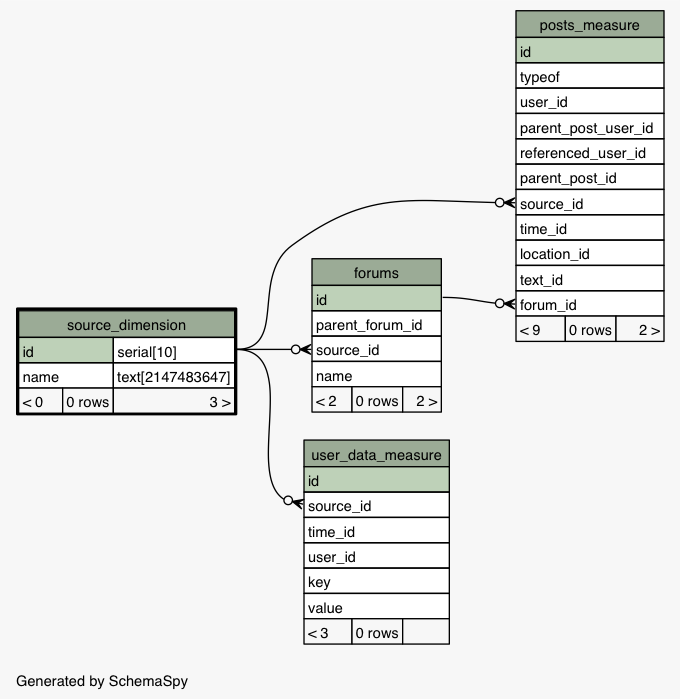 posts_measure
id
typeof
user_id
parent_post_user_id
referenced_user_id
parent_post_id
source_id
time_id
location_id
text_id
forum_id
< 9 0 rows 2 >
forums
id
parent_forum_id
source_id
name
< 2 0 rows 2 >
source_dimension
id serial[10]
name text[2147483647]
< 0 0 rows 3 >
user_data_measure
id
source_id
time_id
user_id
key
value
< 3 0 rows
Generated by SchemaSpy